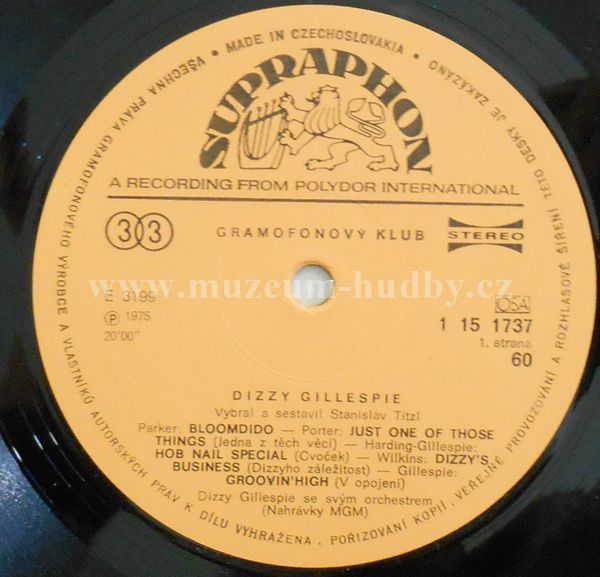 VŠECHNA PRÁVA GRAMOFONOVÉHO VÝROBCE A VLASTNÍKŮ AUTORSKÝCH PRÁV K DÍLU VYHRAŽENA. POŘIZOVÁNÍ KOPIÍ, VEŘEJNÉ PROVOZOVÁNÍ A ROZHLASOVÉ ŠÍŘENÍ TÉTO DESKY JE ZAKÁZÁNO
• MADE IN CZECHOSLOVAKIA •
SUPRAPHON
A RECORDING FROM POLYDOR INTERNATIONAL
33
GRAMOFONOVÝ KLUB
STEREO
www.muzeum-hudby.cz
E 3199
Ⓟ 1975
20'00"
OSA
1 15 1737
1. strana
60
DIZZY GILLESPIE
Vybral a sestavil Stanislav Titzl
Parker: BLOOMDIDO — Porter: JUST ONE OF THOSE
THINGS (Jedna z těch věcí) — Harding-Gillespie:
HOB NAIL SPECIAL (Cvoček) — Wilkins: DIZZY'S
BUSINESS (Dizzyho záležitost) — Gillespie:
GROOVIN'HIGH (V opojení)
Dizzy Gillespie se svým orchestrem
(Nahrávky MGM)